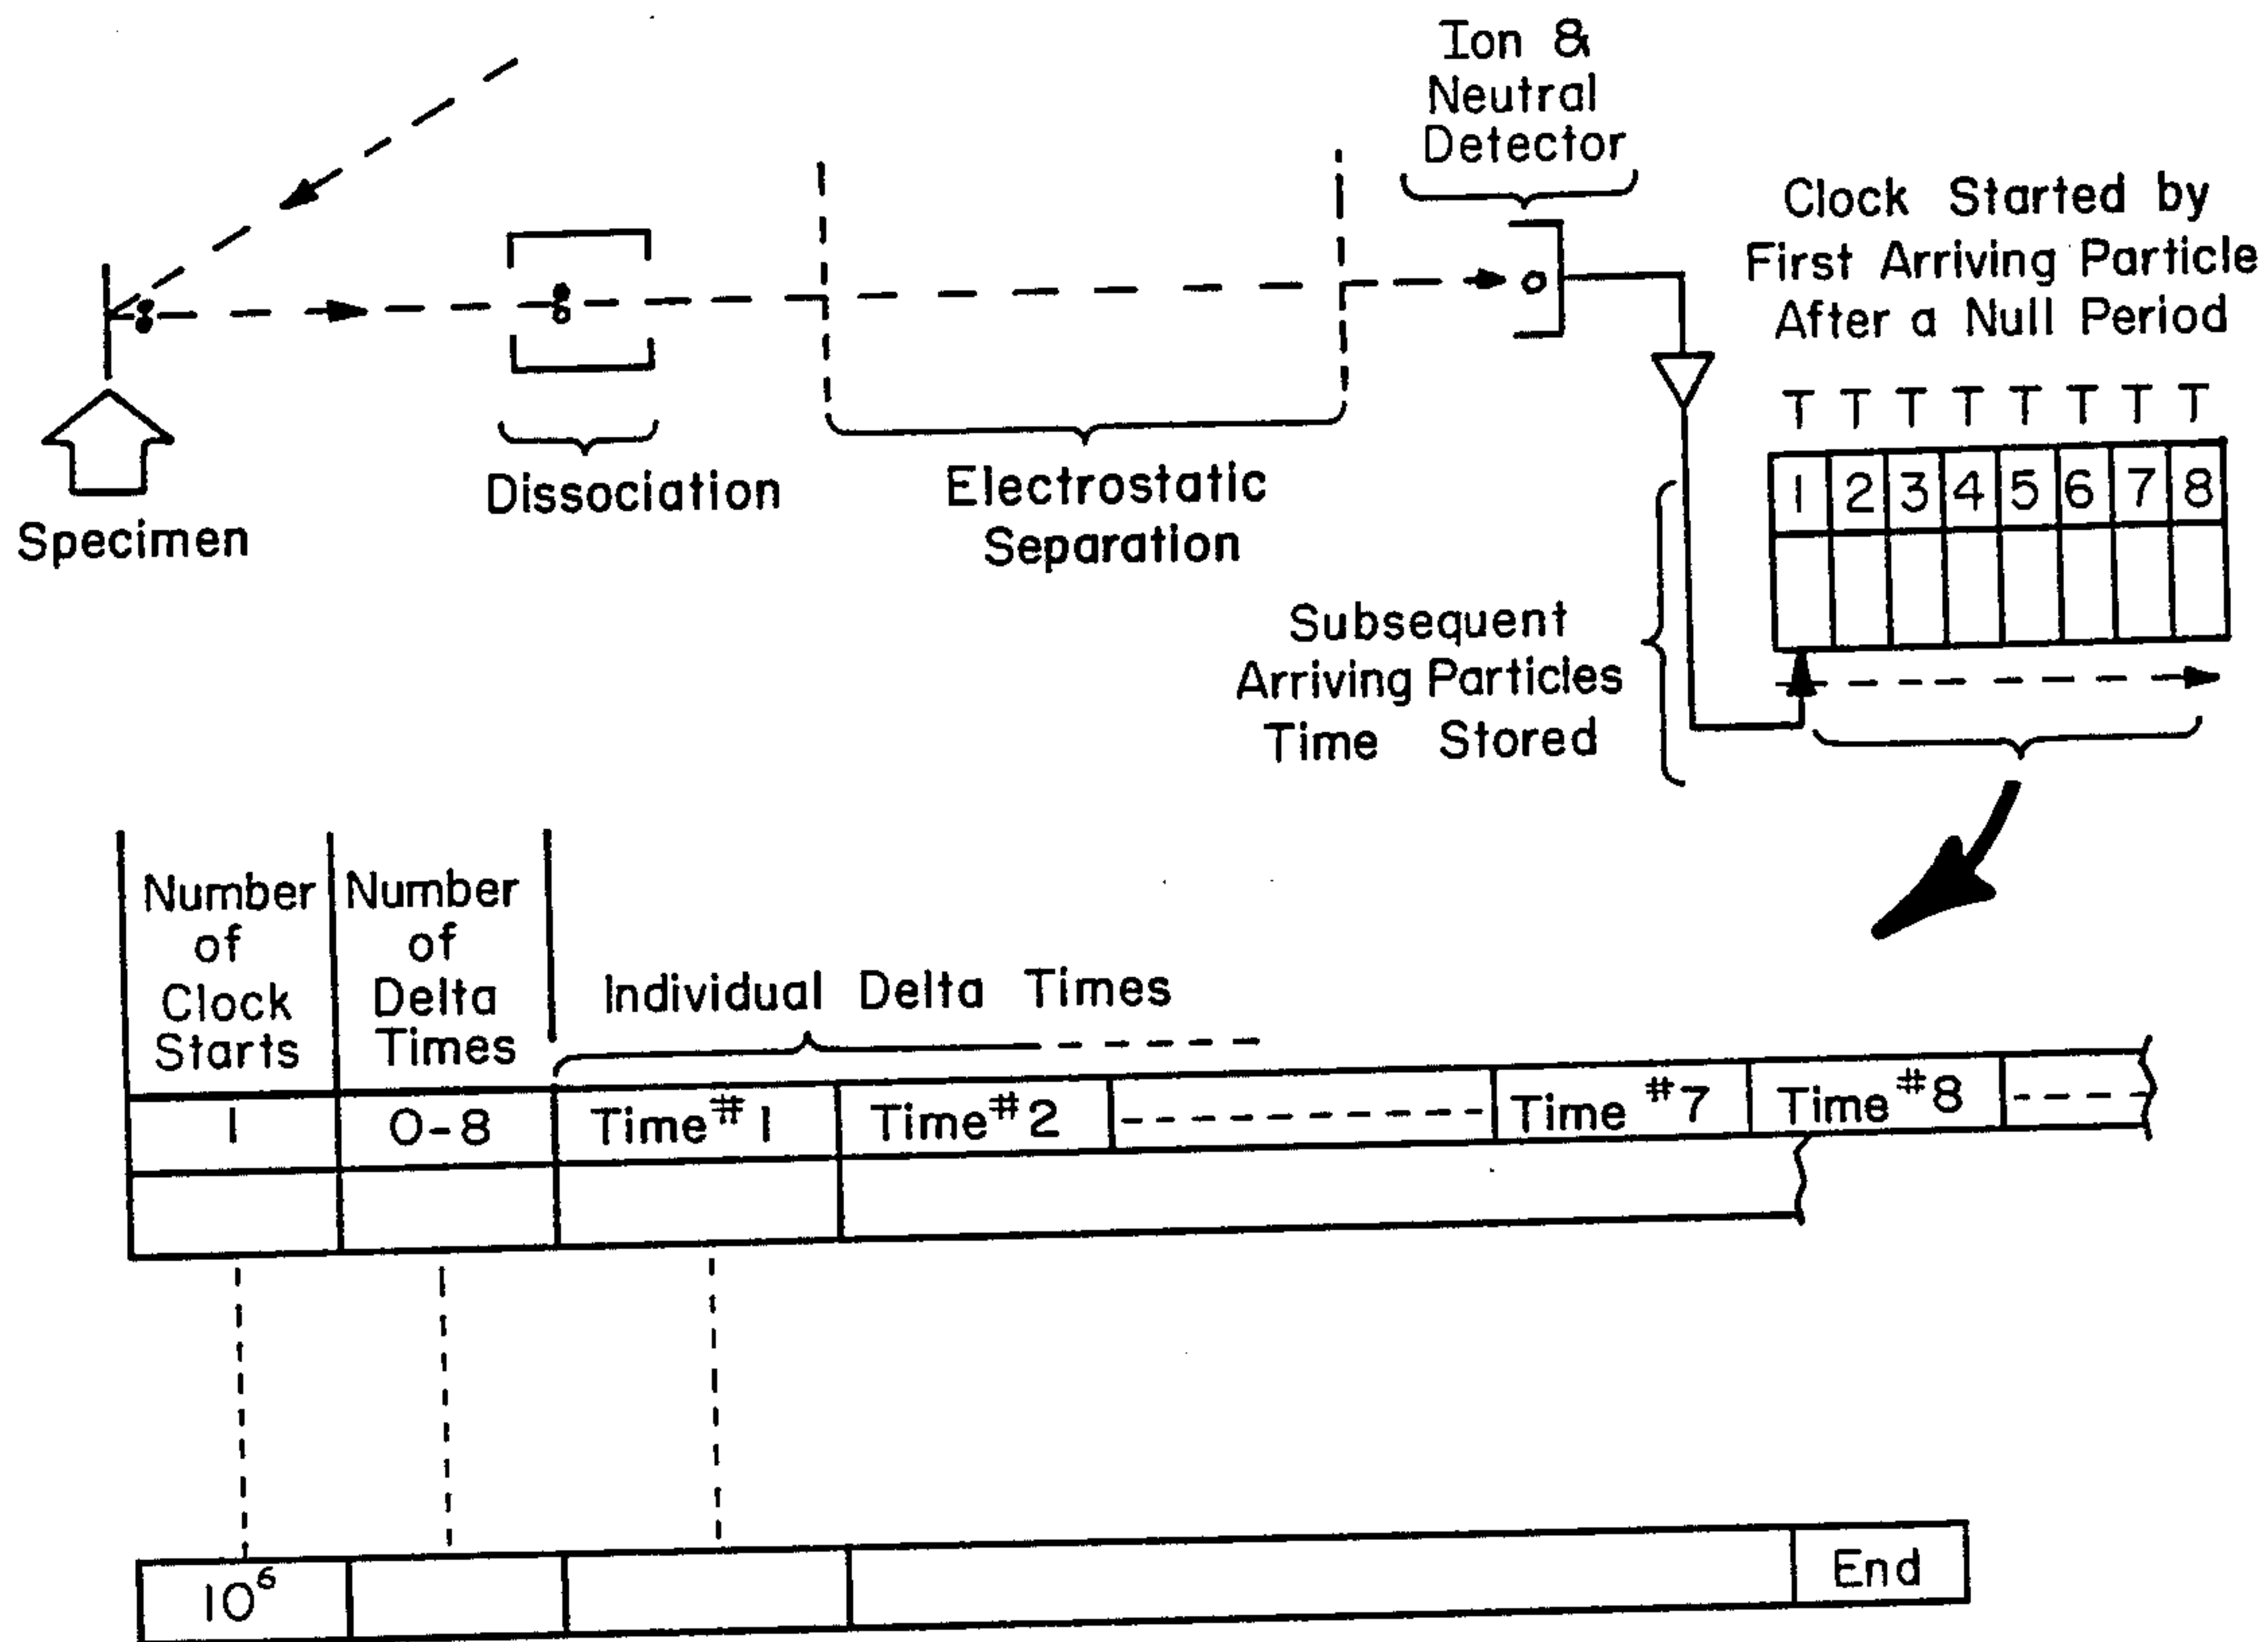 Ion &
Neutral
Detector
Clock Started by
First Arriving Particle
After a Null Period
T T T T T T T T
1 2 3 4 5 6 7 8
Dissociation
Electrostatic
Separation
Specimen
Subsequent
Arriving Particles
Time Stored
Number
of
Clock
Starts
Number
of
Delta
Times
Individual Delta Times
1 0-8 Time #1 Time #2 Time #7 Time #8
10⁶ End